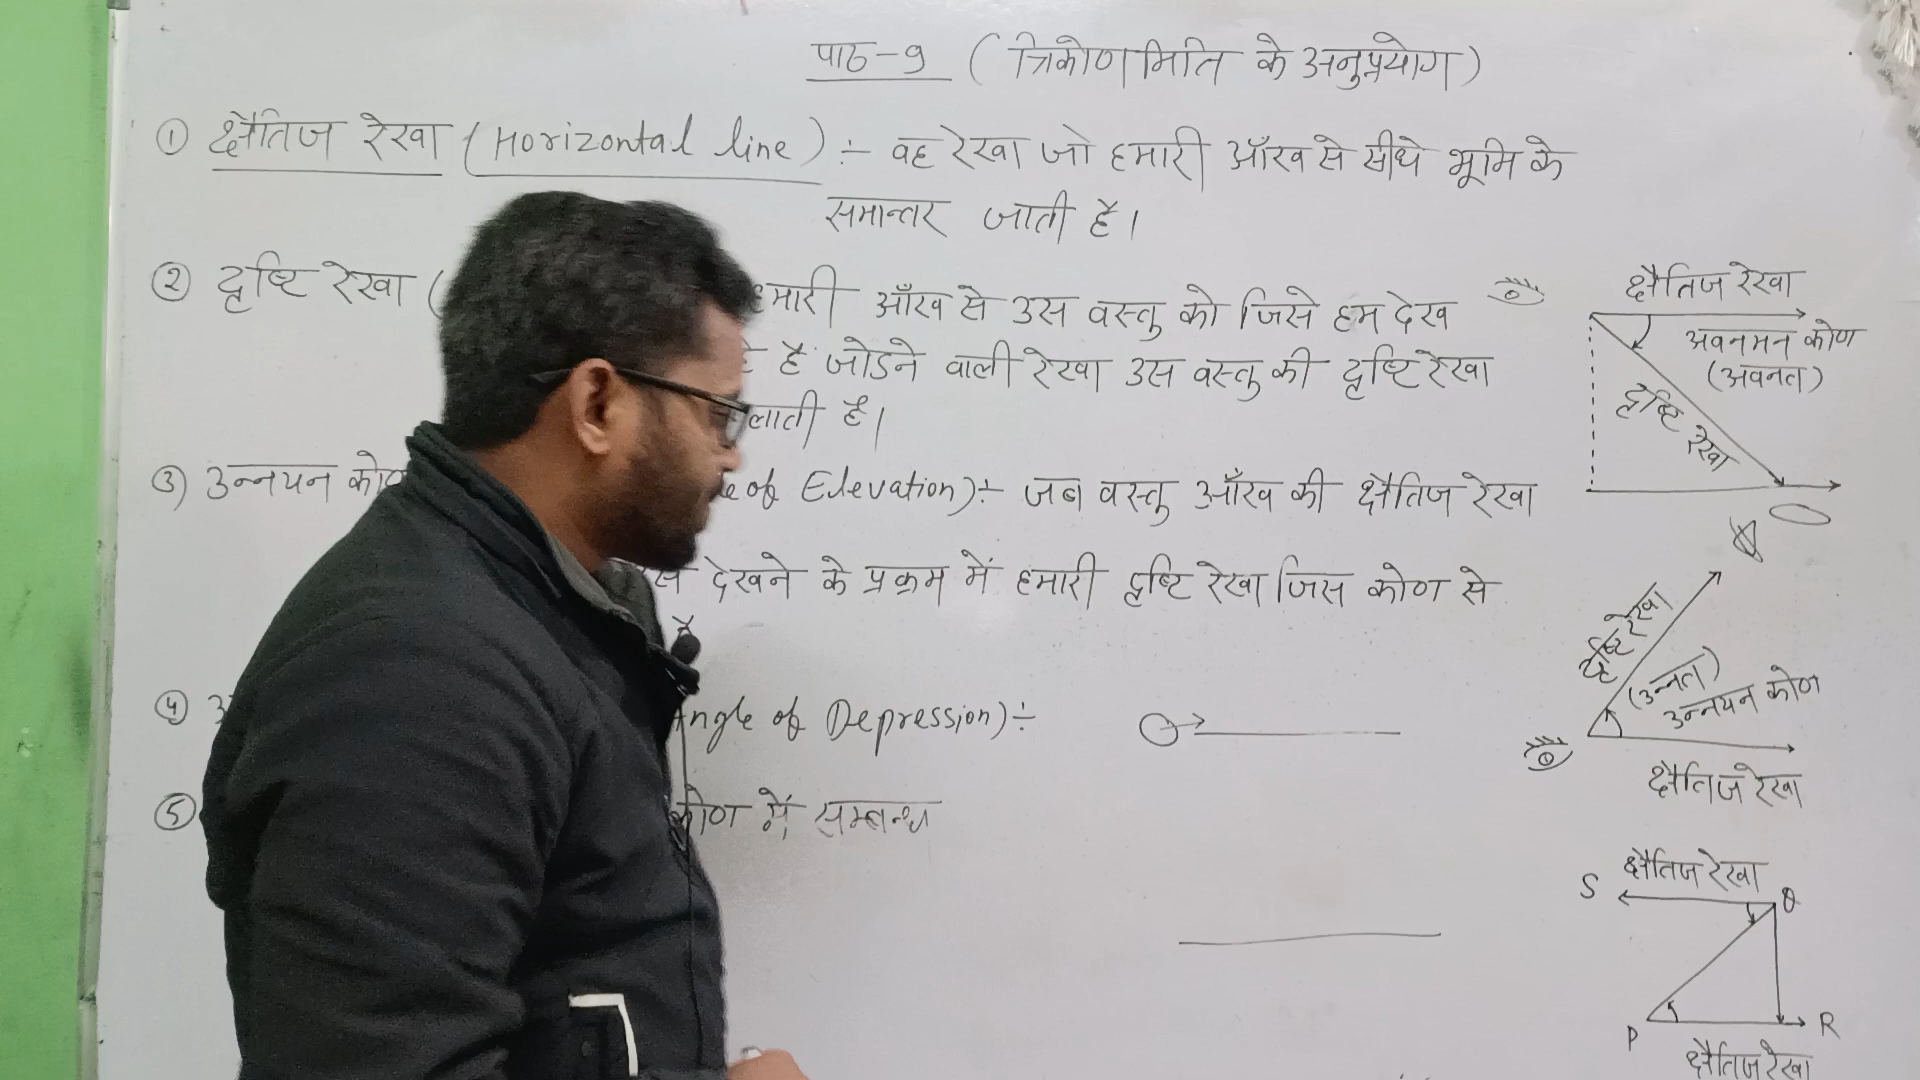 पाठ-9 (त्रिकोणमिति के अनुप्रयोग)
① क्षैतिज रेखा (Horizontal line) :- वह रेखा जो हमारी आँख से सीधे भूमि के
समान्तर जाती है।
② दृष्टि रेखा ( हमारी आँख से उस वस्तु को जिसे हम देख
है जोडने वाली रेखा उस वस्तु की दृष्टि रेखा
लाती है।
③ उन्नयन कोण of Elevation) :- जब वस्तु आँख की क्षैतिज रेखा
देखने के प्रक्रम में हमारी दृष्टि रेखा जिस कोण से
④ Angle of Depression) :-
⑤ कोण में सम्बन्ध
क्षैतिज रेखा
अवनमन कोण
(अवनत)
दृष्टि रेखा
दृष्टि रेखा
(उन्नत)
उन्नयन कोण
क्षैतिज रेखा
क्षैतिज रेखा
S Q
P R
क्षैतिज रेखा